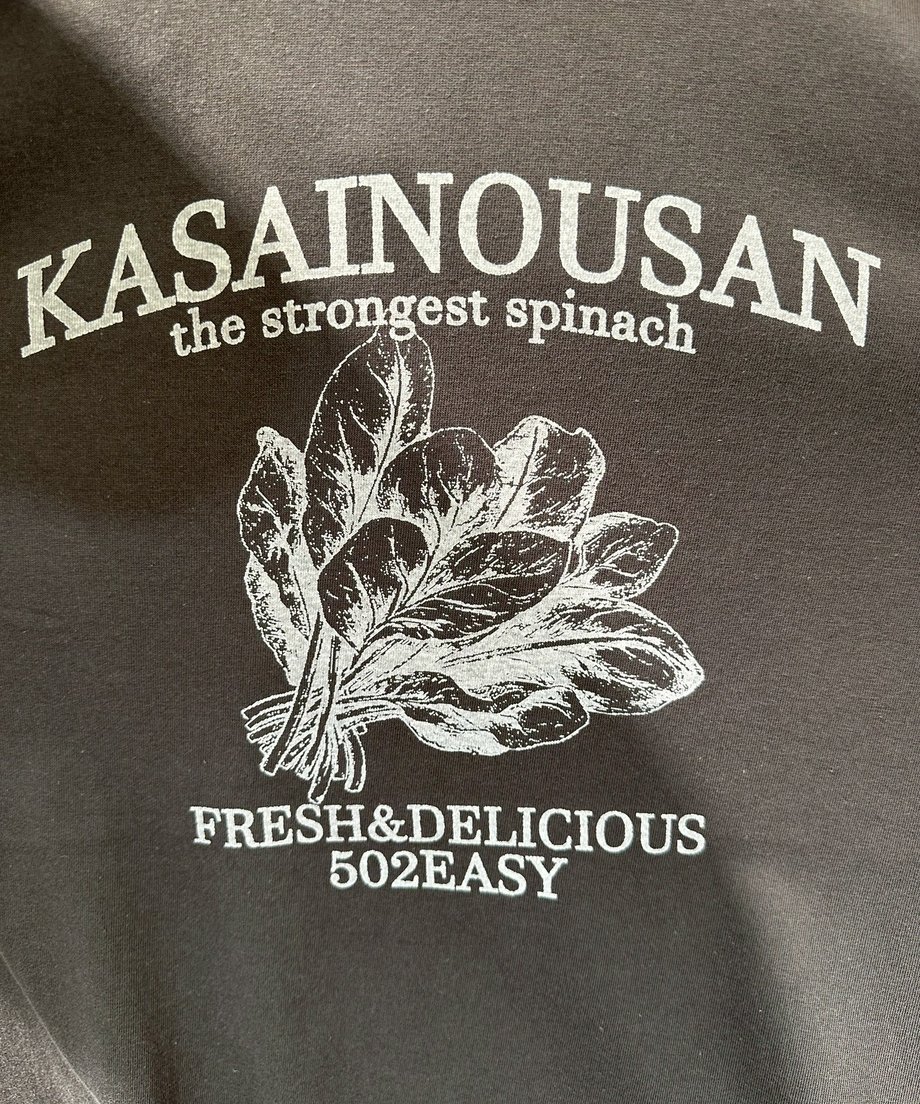 KASAINOUSAN
the strongest spinach
FRESH&DELICIOUS
502EASY